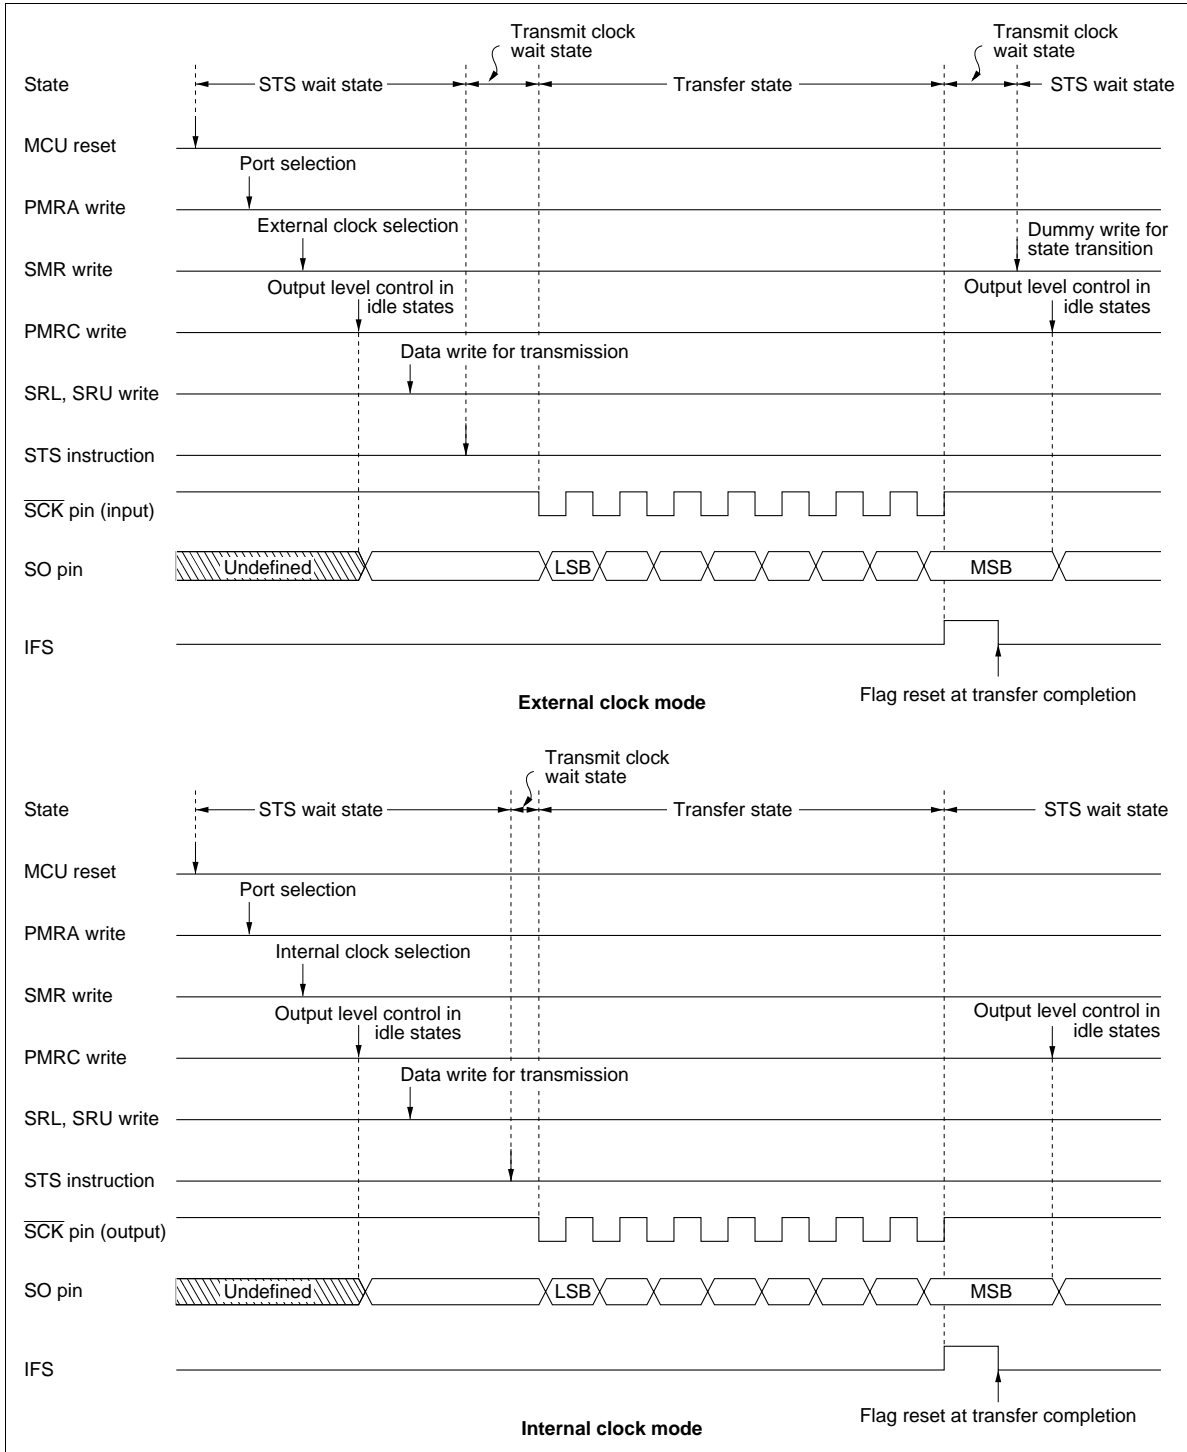 Transmit clock
wait state
Transmit clock
wait state
State
STS wait state
Transfer state
STS wait state
MCU reset
Port selection
PMRA write
External clock selection
Dummy write for
state transition
SMR write
Output level control in
idle states
Output level control in
idle states
PMRC write
Data write for transmission
SRL, SRU write
STS instruction
SCK pin (input)
SO pin
Undefined
LSB
MSB
IFS
Flag reset at transfer completion
External clock mode
Transmit clock
wait state
State
STS wait state
Transfer state
STS wait state
MCU reset
Port selection
PMRA write
Internal clock selection
SMR write
Output level control in
idle states
Output level control in
idle states
PMRC write
Data write for transmission
SRL, SRU write
STS instruction
SCK pin (output)
SO pin
Undefined
LSB
MSB
IFS
Flag reset at transfer completion
Internal clock mode